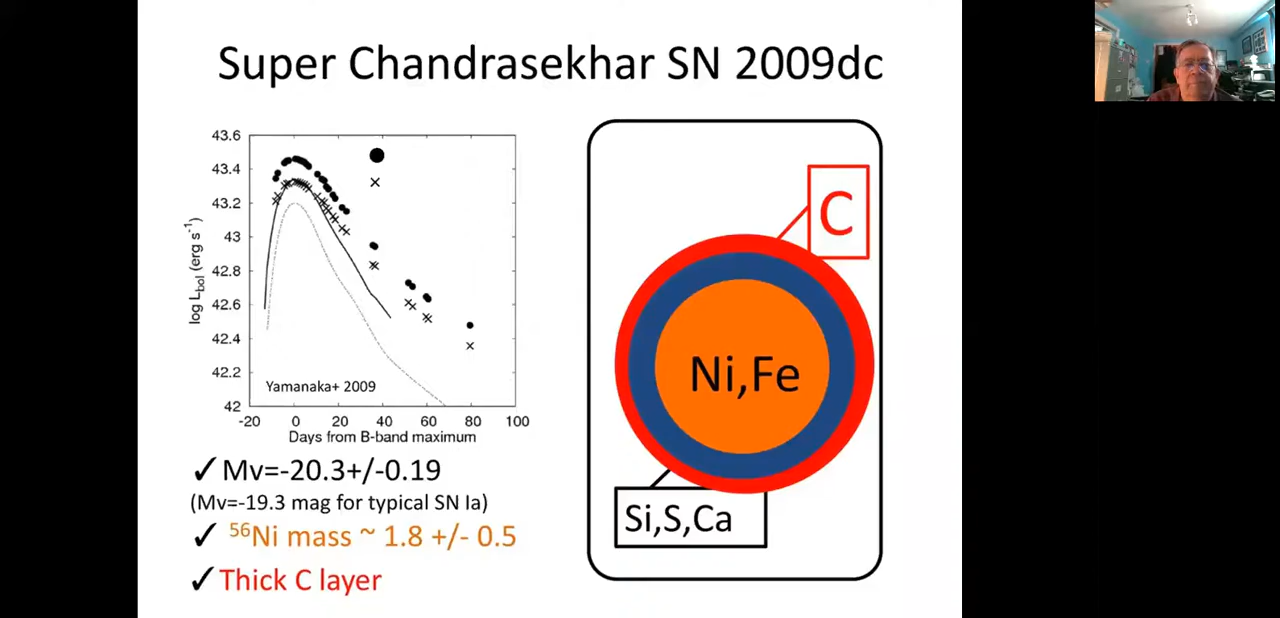 Super Chandrasekhar SN 2009dc
43.6
43.4
43.2
43
42.8
42.6
42.4
42.2
42
log Lbol (erg s⁻¹)
Yamanaka+ 2009
-20 0 20 40 60 80 100
Days from B-band maximum
✓Mv=-20.3+/-0.19
(Mv=-19.3 mag for typical SN Ia)
✓ ⁵⁶Ni mass ~ 1.8 +/- 0.5
✓Thick C layer
C
Ni,Fe
Si,S,Ca